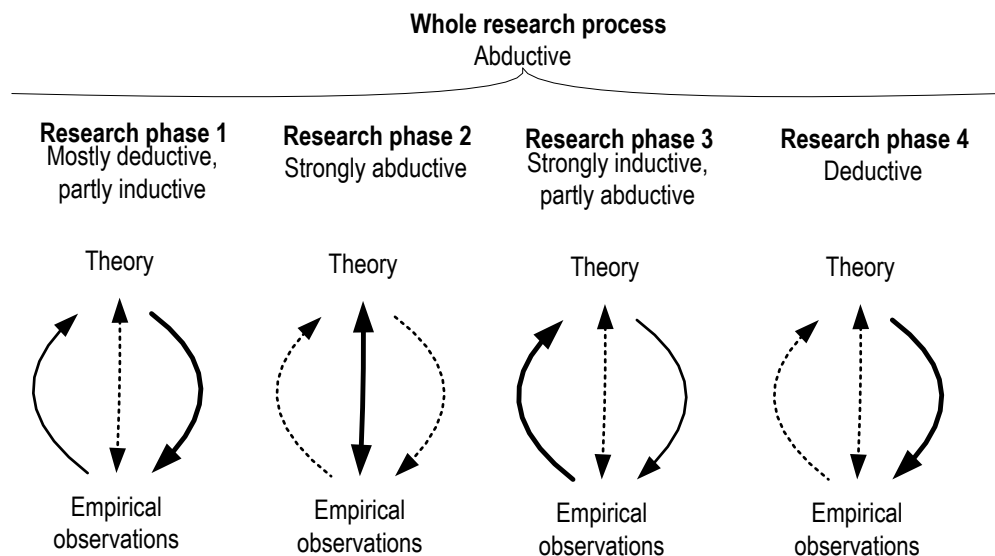 Whole research process
Abductive
Research phase 1
Mostly deductive,
partly inductive
Research phase 2
Strongly abductive
Research phase 3
Strongly inductive,
partly abductive
Research phase 4
Deductive
Theory
Theory
Theory
Theory
Empirical
observations
Empirical
observations
Empirical
observations
Empirical
observations